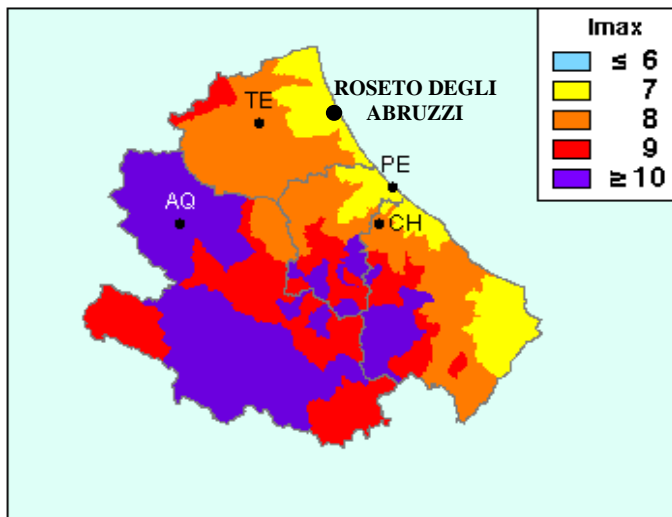 Imax
≤ 6
7
8
9
≥ 10
ROSETO DEGLI
ABRUZZI
TE
PE
AQ
CH